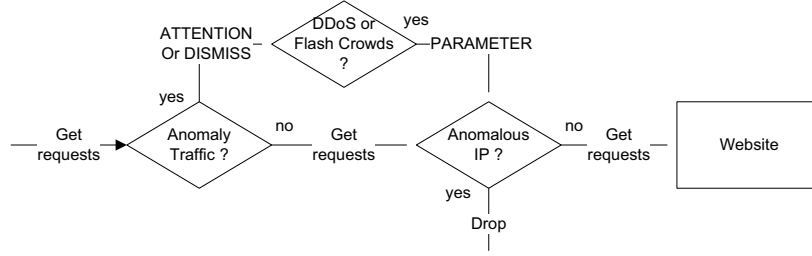 ATTENTION
Or DISMISS
DDoS or
Flash Crowds
?
yes
PARAMETER
yes
Get
requests
Anomaly
Traffic ?
no
Get
requests
Anomalous
IP ?
no
Get
requests
Website
yes
Drop